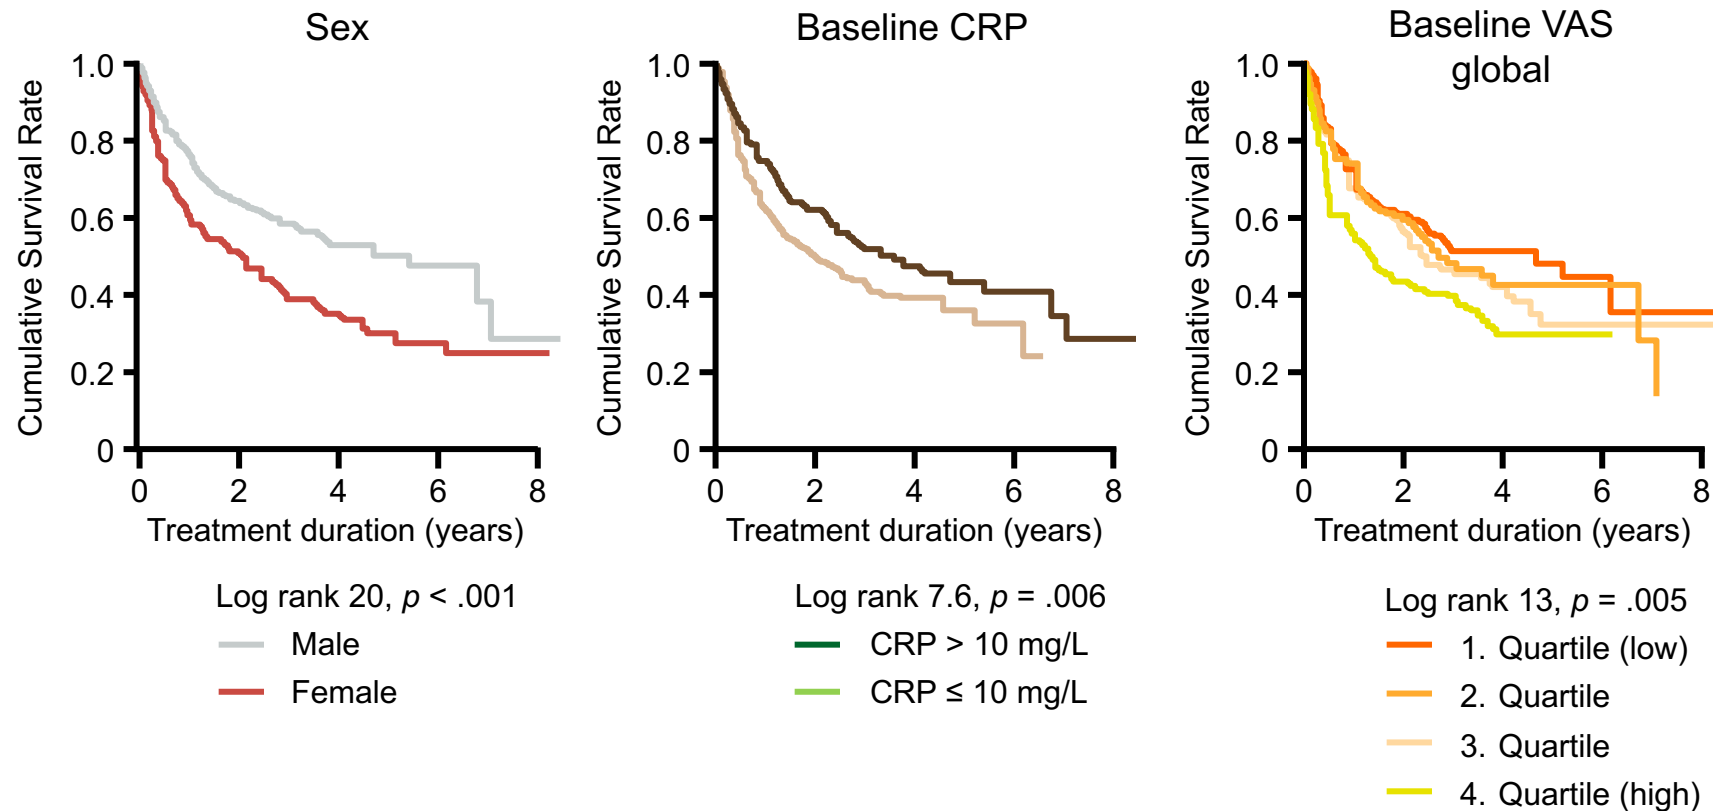 Sex
1.0
0.8
0.6
0.4
0.2
0
Cumulative Survival Rate
0 2 4 6 8
Treatment duration (years)
Log rank 20, p < .001
Male
Female
Baseline CRP
1.0
0.8
0.6
0.4
0.2
0
Cumulative Survival Rate
0 2 4 6 8
Treatment duration (years)
Log rank 7.6, p = .006
CRP > 10 mg/L
CRP ≤ 10 mg/L
Baseline VAS
global
1.0
0.8
0.6
0.4
0.2
0
Cumulative Survival Rate
0 2 4 6 8
Treatment duration (years)
Log rank 13, p = .005
1. Quartile (low)
2. Quartile
3. Quartile
4. Quartile (high)